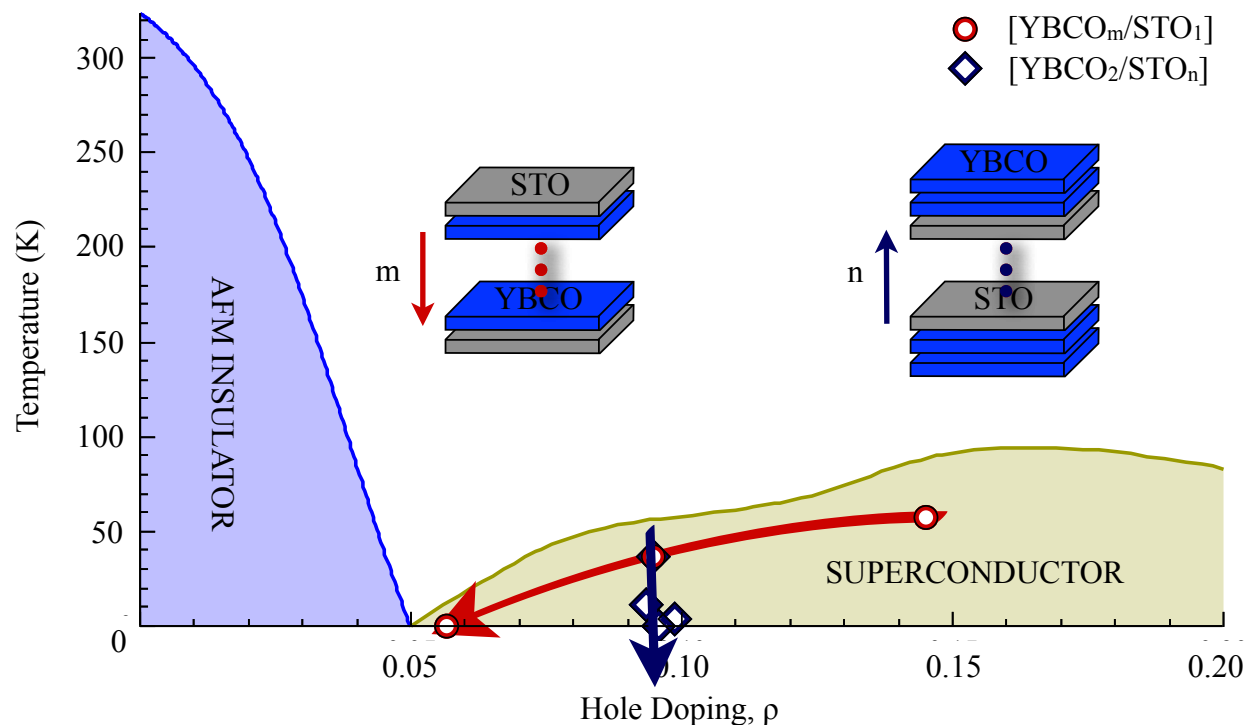 [YBCOm/STO1]
[YBCO2/STOn]
300
250
200
150
100
50
0
Temperature (K)
AFM INSULATOR
STO
m
YBCO
YBCO
n
STO
SUPERCONDUCTOR
0.05
0.10
0.15
0.20
Hole Doping, ρ